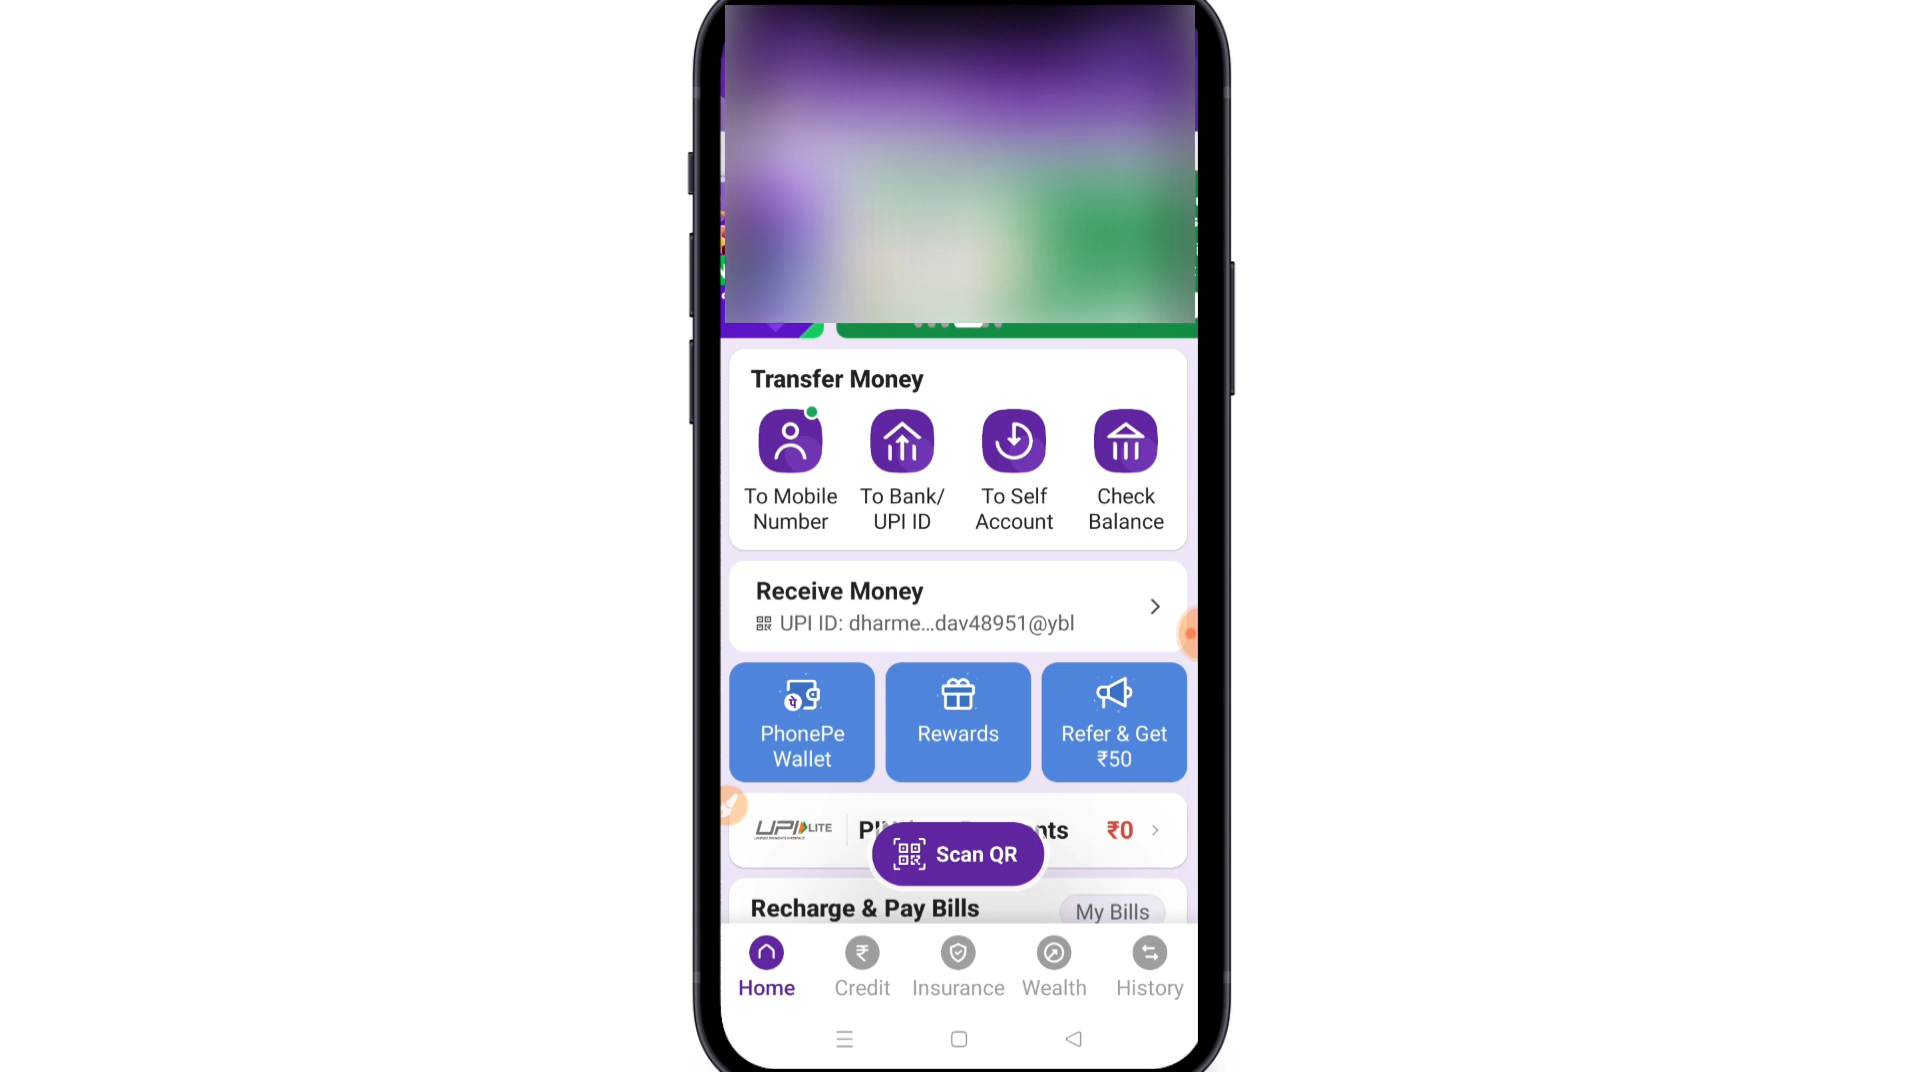 Transfer Money
To Mobile
Number
To Bank/
UPI ID
To Self
Account
Check
Balance
Receive Money
UPI ID: dharme...dav48951@ybl
पे
PhonePe
Wallet
Rewards
Refer & Get
₹50
UPI LITE
₹0
Scan QR
Recharge & Pay Bills
My Bills
Home
Credit
Insurance
Wealth
History